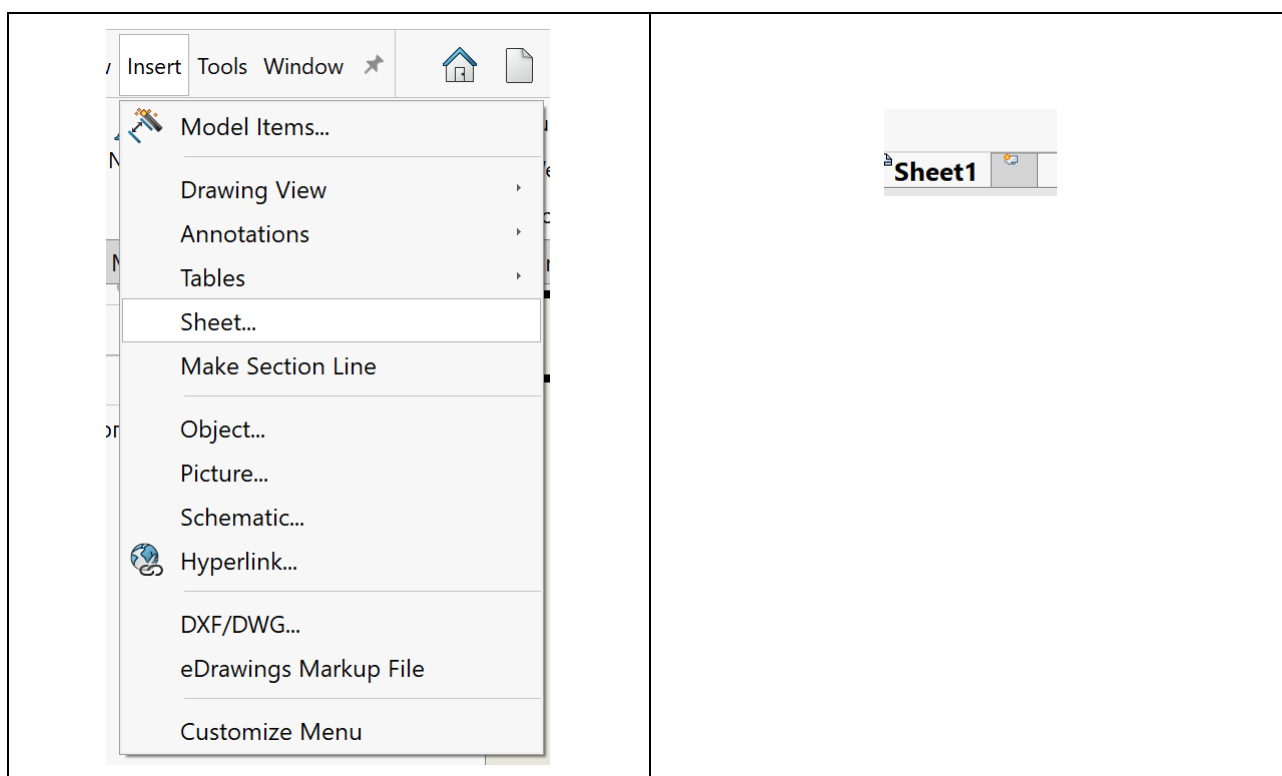 Insert Tools Window
Model Items...
Drawing View
Annotations
Tables
Sheet...
Make Section Line
Object...
Picture...
Schematic...
Hyperlink...
DXF/DWG...
eDrawings Markup File
Customize Menu
Sheet1